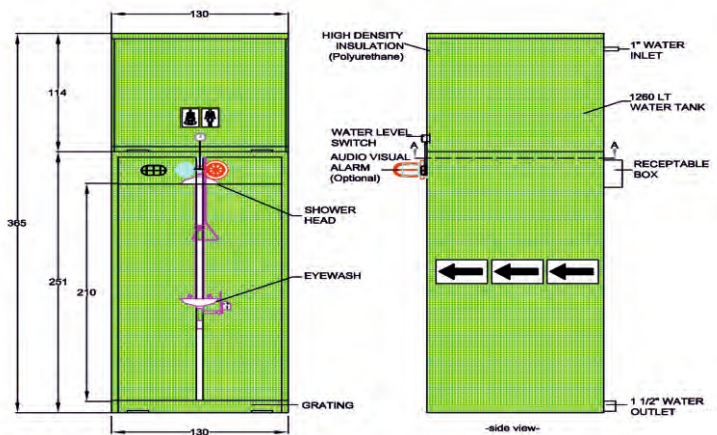 130
365
114
251
210
130
SHOWER
HEAD
EYEWASH
GRATING
HIGH DENSITY
INSULATION
(Polyurethane)
WATER LEVEL
SWITCH
AUDIO VISUAL
ALARM
(Optional)
A
A
1" WATER
INLET
1260 LT
WATER TANK
RECEPTABLE
BOX
1 1/2" WATER
OUTLET
-side view-